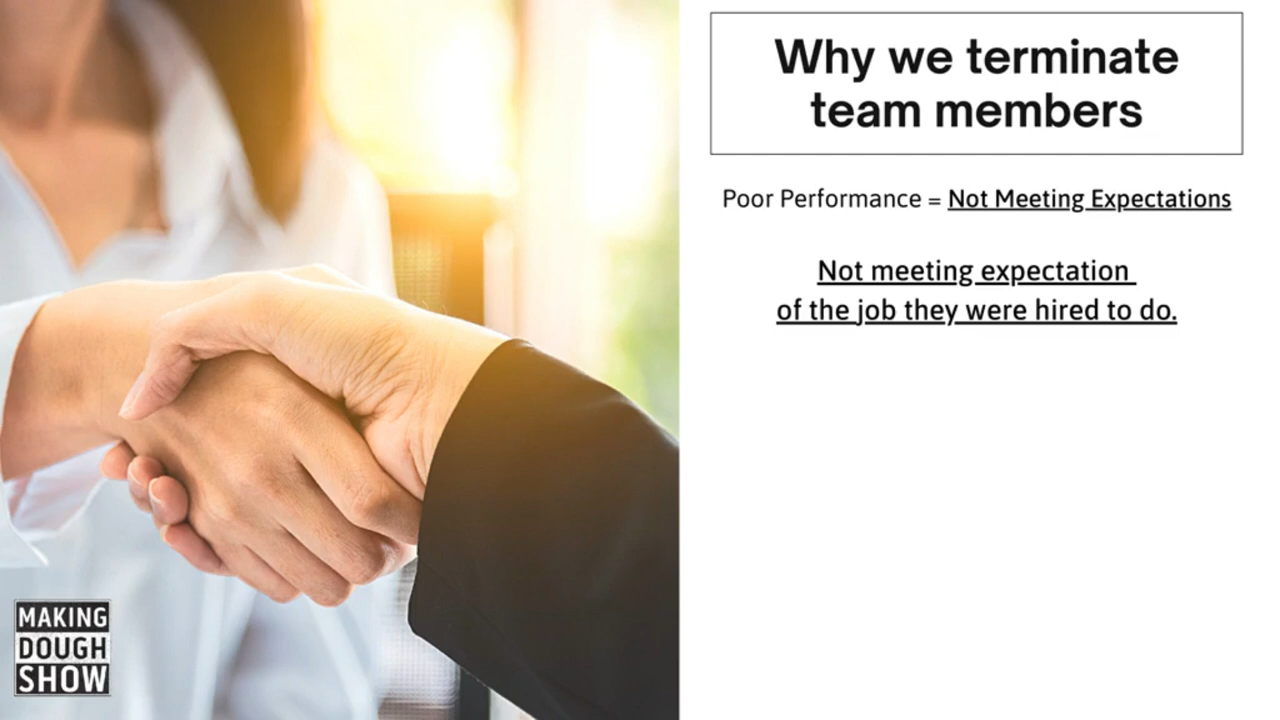 Why we terminate
team members
Poor Performance = Not Meeting Expectations
Not meeting expectation
of the job they were hired to do.
MAKING
DOUGH
SHOW